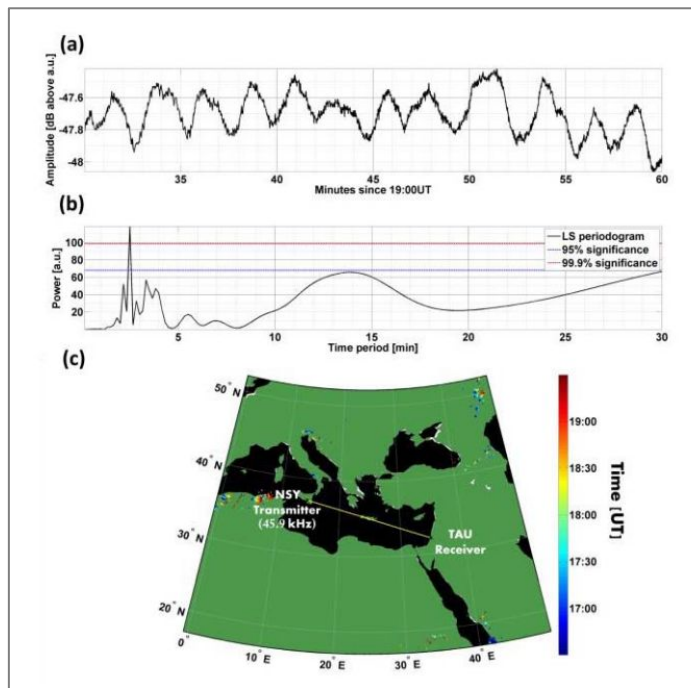 (a)
Amplitude [dB above a.u.]
-47.6
-47.8
-48
35 40 45 50 55 60
Minutes since 19:00UT
(b)
Power [a.u.]
100
80
60
40
20
LS periodogram
95% significance
99.9% significance
5 10 15 20 25 30
Time period [min]
(c)
50° N
40° N
30° N
20° N
0°
10° E
20° E
30° E
40° E
NSY
Transmitter
(45.9 kHz)
TAU
Receiver
19:00
18:30
18:00
17:30
17:00
Time [UT]